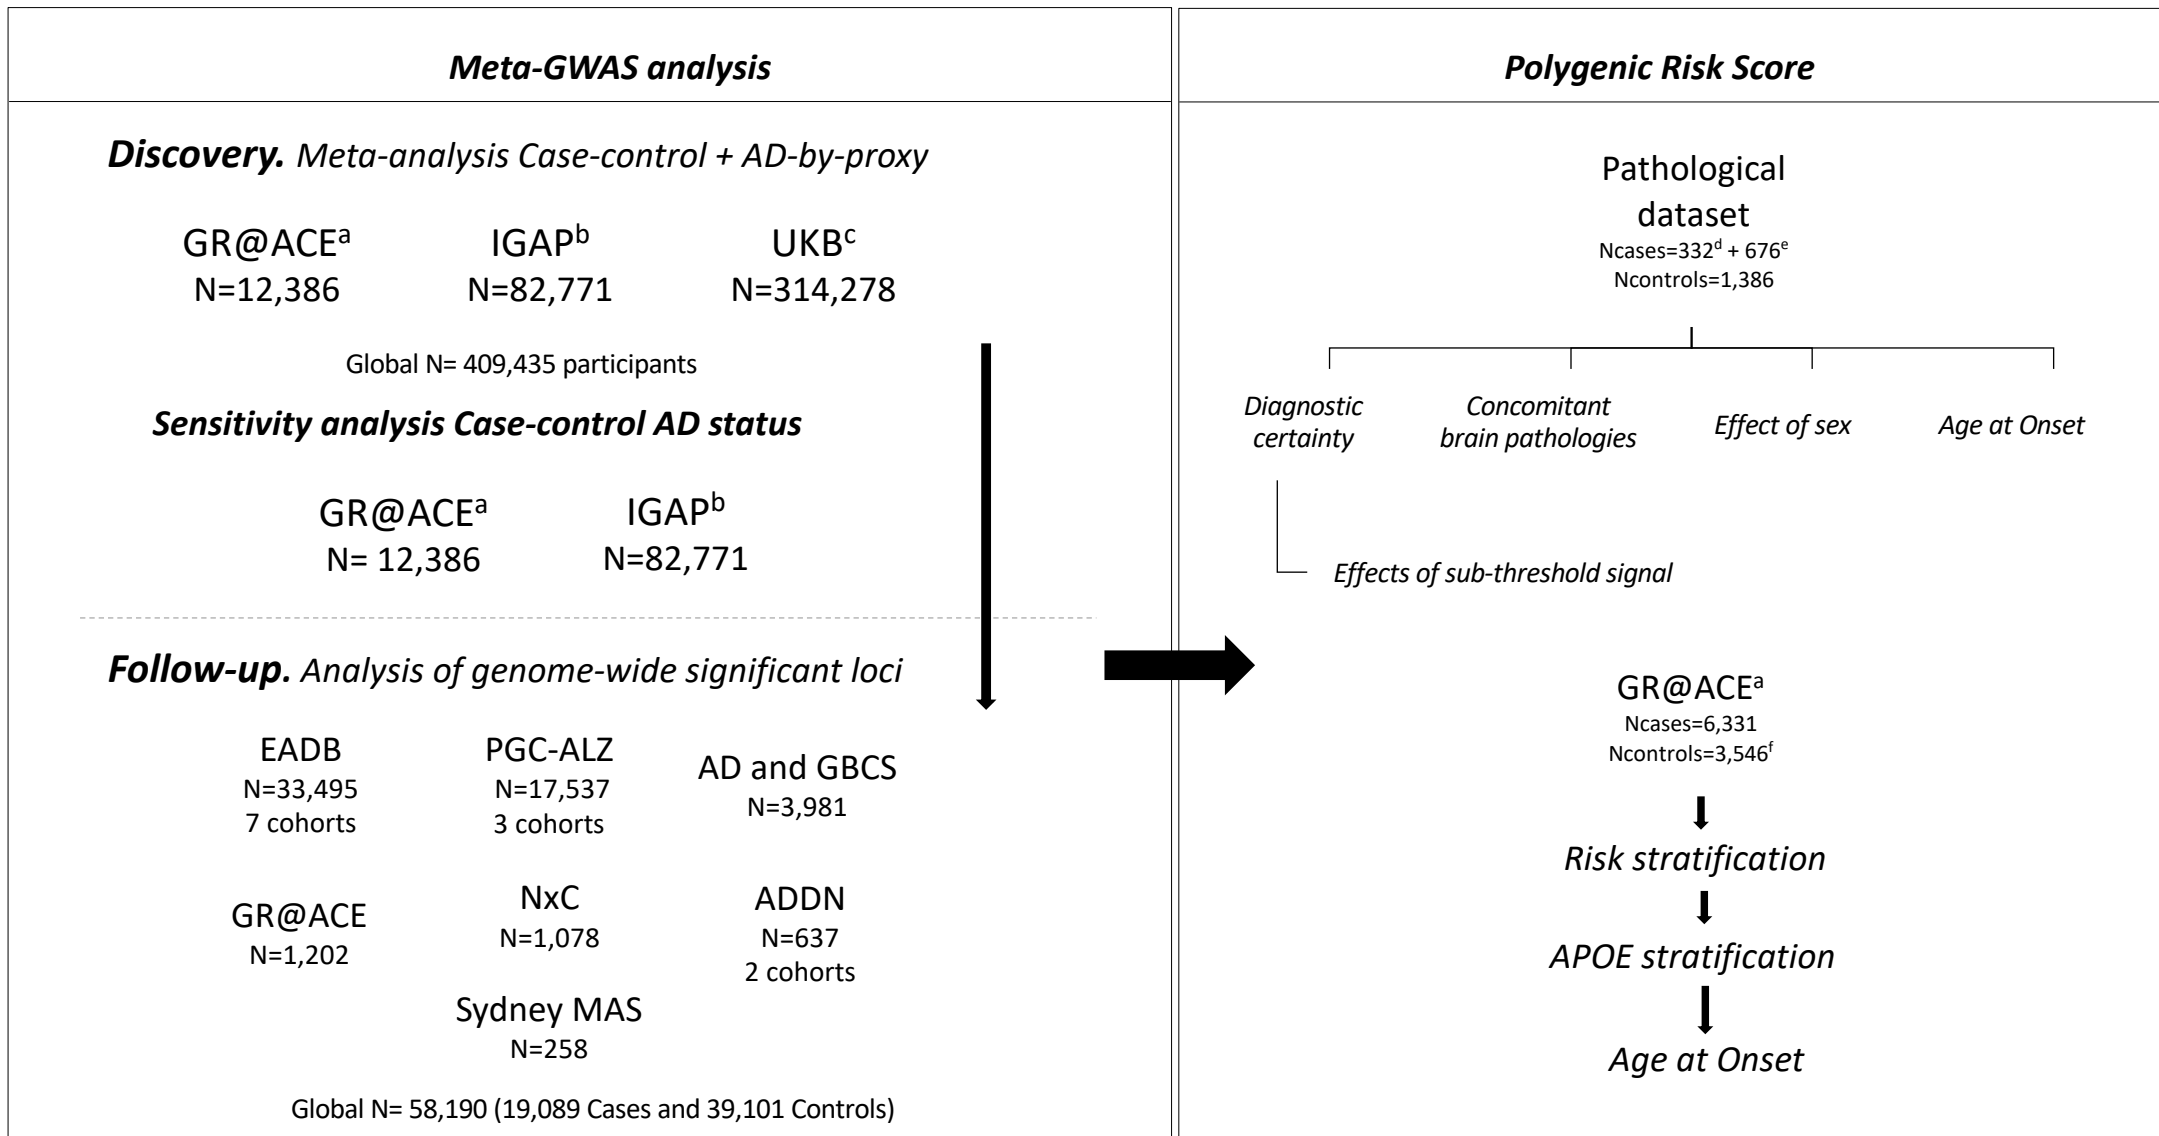 Meta-GWAS analysis
Discovery. Meta-analysis Case-control + AD-by-proxy
GR@ACEa
N=12,386
IGAPb
N=82,771
UKBc
N=314,278
Global N= 409,435 participants
Sensitivity analysis Case-control AD status
GR@ACEa
N= 12,386
IGAPb
N=82,771
Follow-up. Analysis of genome-wide significant loci
EADB
N=33,495
7 cohorts
PGC-ALZ
N=17,537
3 cohorts
AD and GBCS
N=3,981
GR@ACE
N=1,202
NxC
N=1,078
ADDN
N=637
2 cohorts
Sydney MAS
N=258
Global N= 58,190 (19,089 Cases and 39,101 Controls)
Polygenic Risk Score
Pathological
dataset
Ncases=332d + 676e
Ncontrols=1,386
Diagnostic
certainty
Concomitant
brain pathologies
Effect of sex
Age at Onset
Effects of sub-threshold signal
GR@ACEa
Ncases=6,331
Ncontrols=3,546f
Risk stratification
APOE stratification
Age at Onset